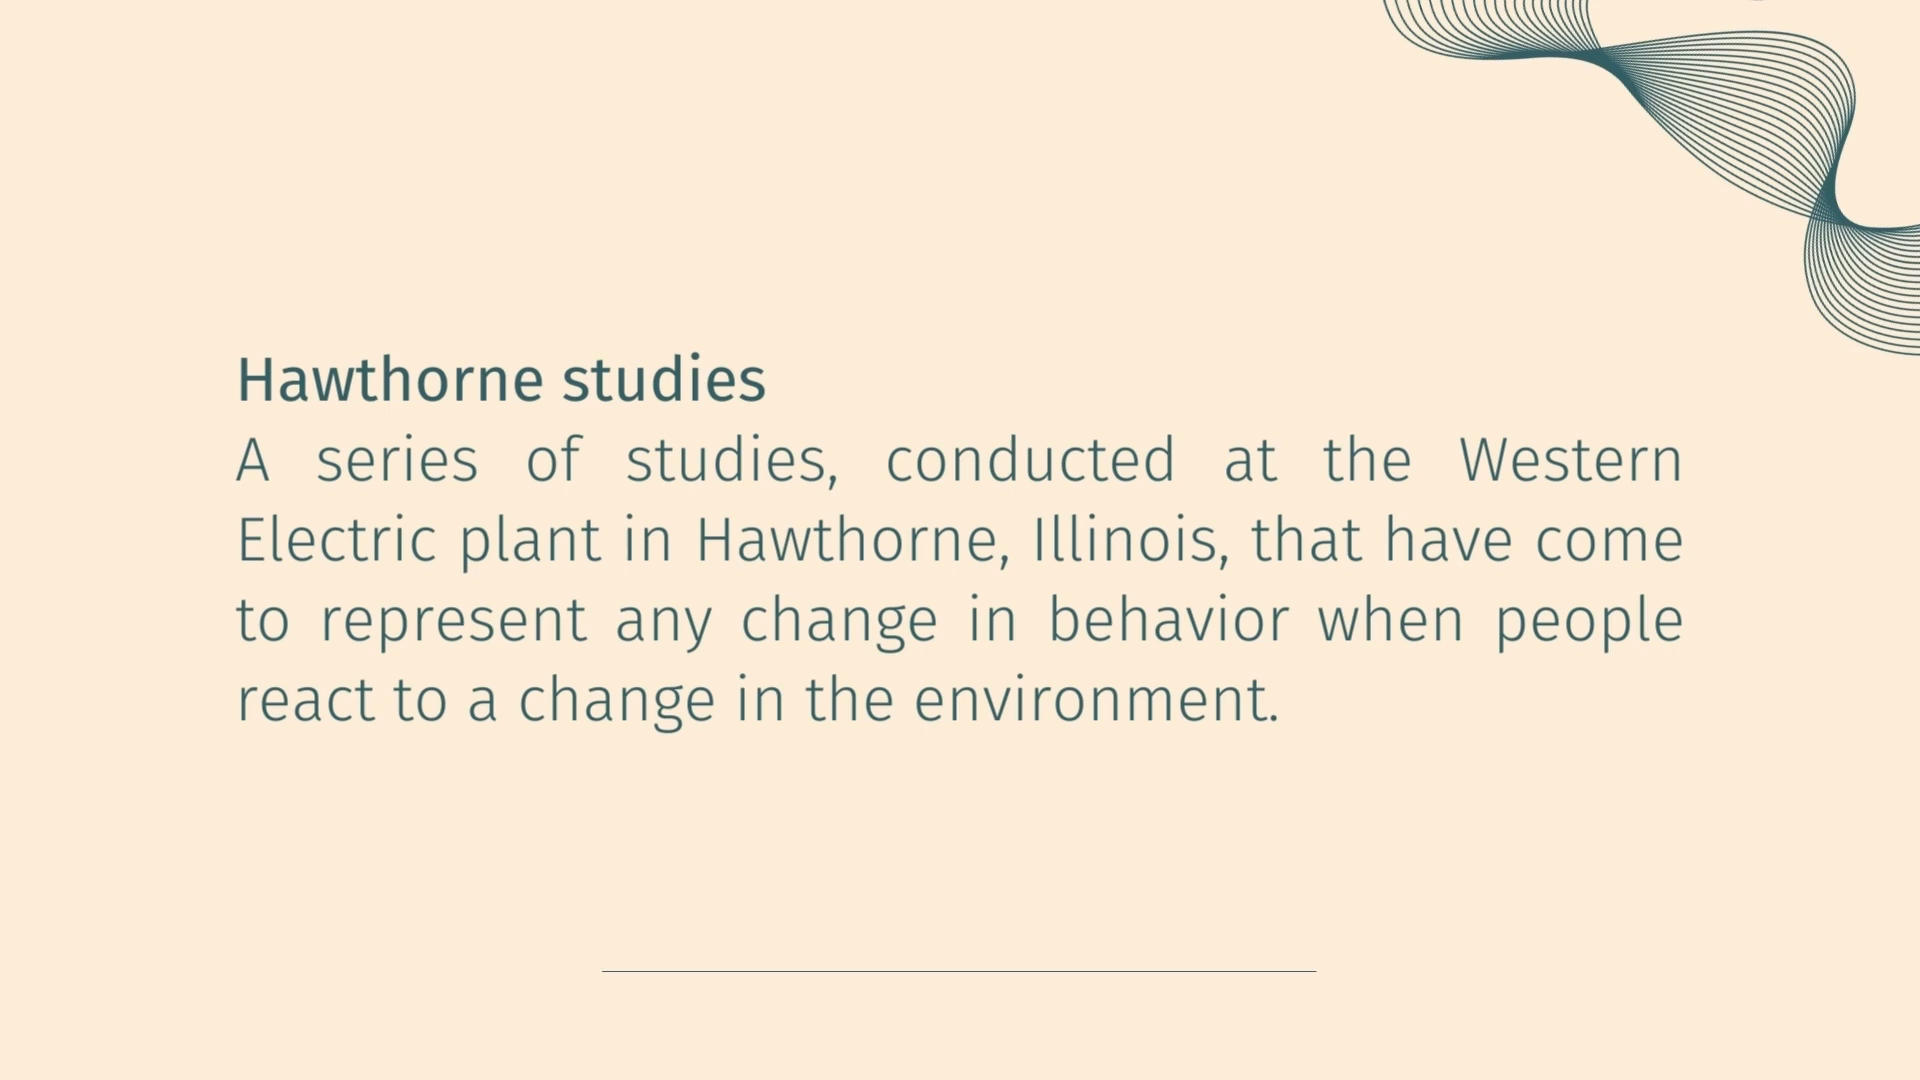 Hawthorne studies
A series of studies, conducted at the Western
Electric plant in Hawthorne, Illinois, that have come
to represent any change in behavior when people
react to a change in the environment.